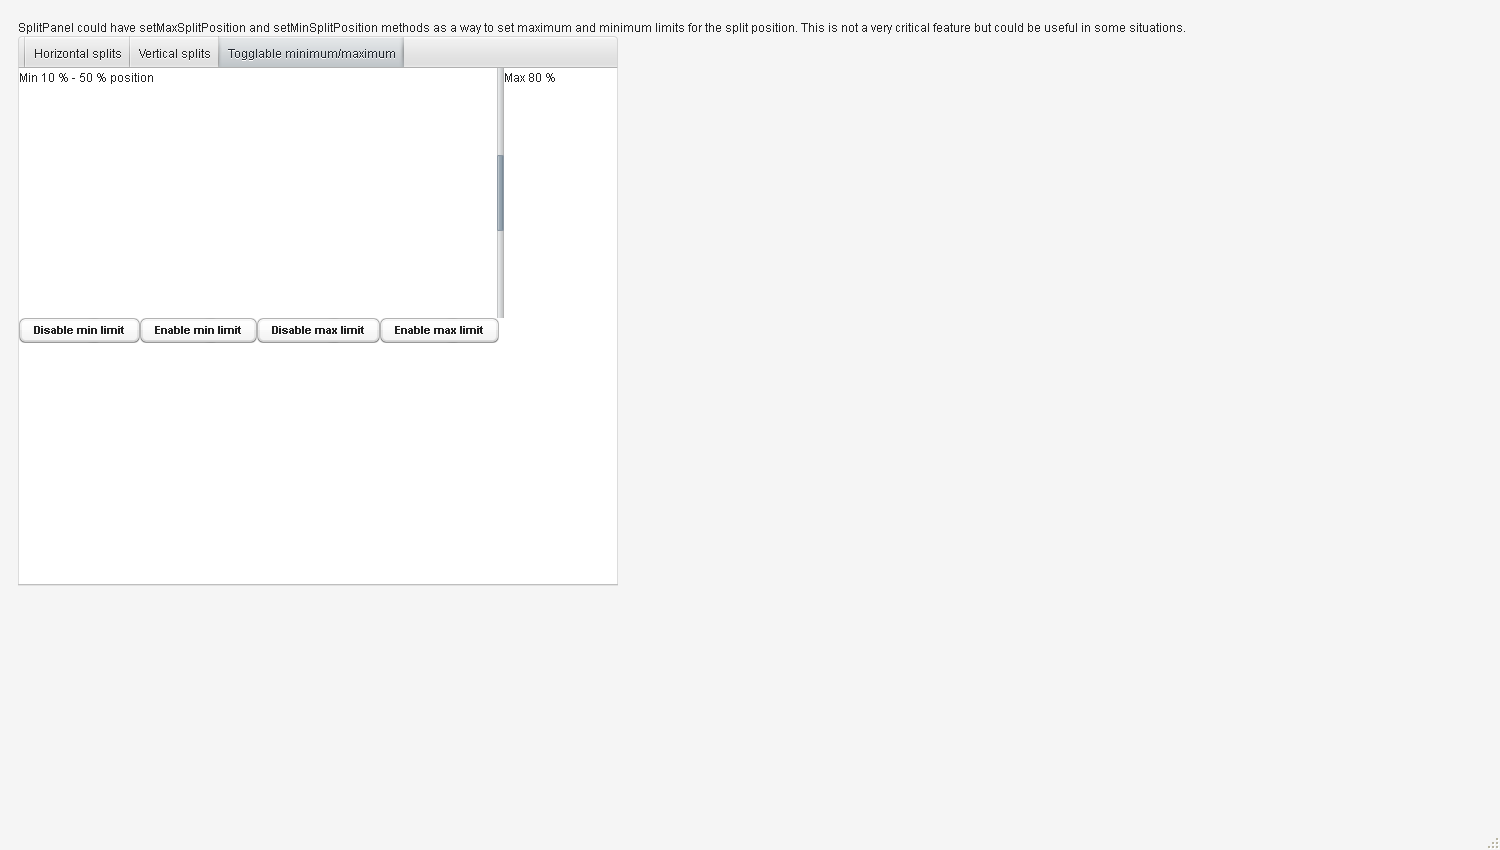 SplitPanel could have setMaxSplitPosition and setMinSplitPosition methods as a way to set maximum and minimum limits for the split position. This is not a very critical feature but could be useful in some situations.
Horizontal splits Vertical splits Togglable minimum/maximum
Min 10 % - 50 % position Max 80 %
Disable min limit Enable min limit Disable max limit Enable max limit